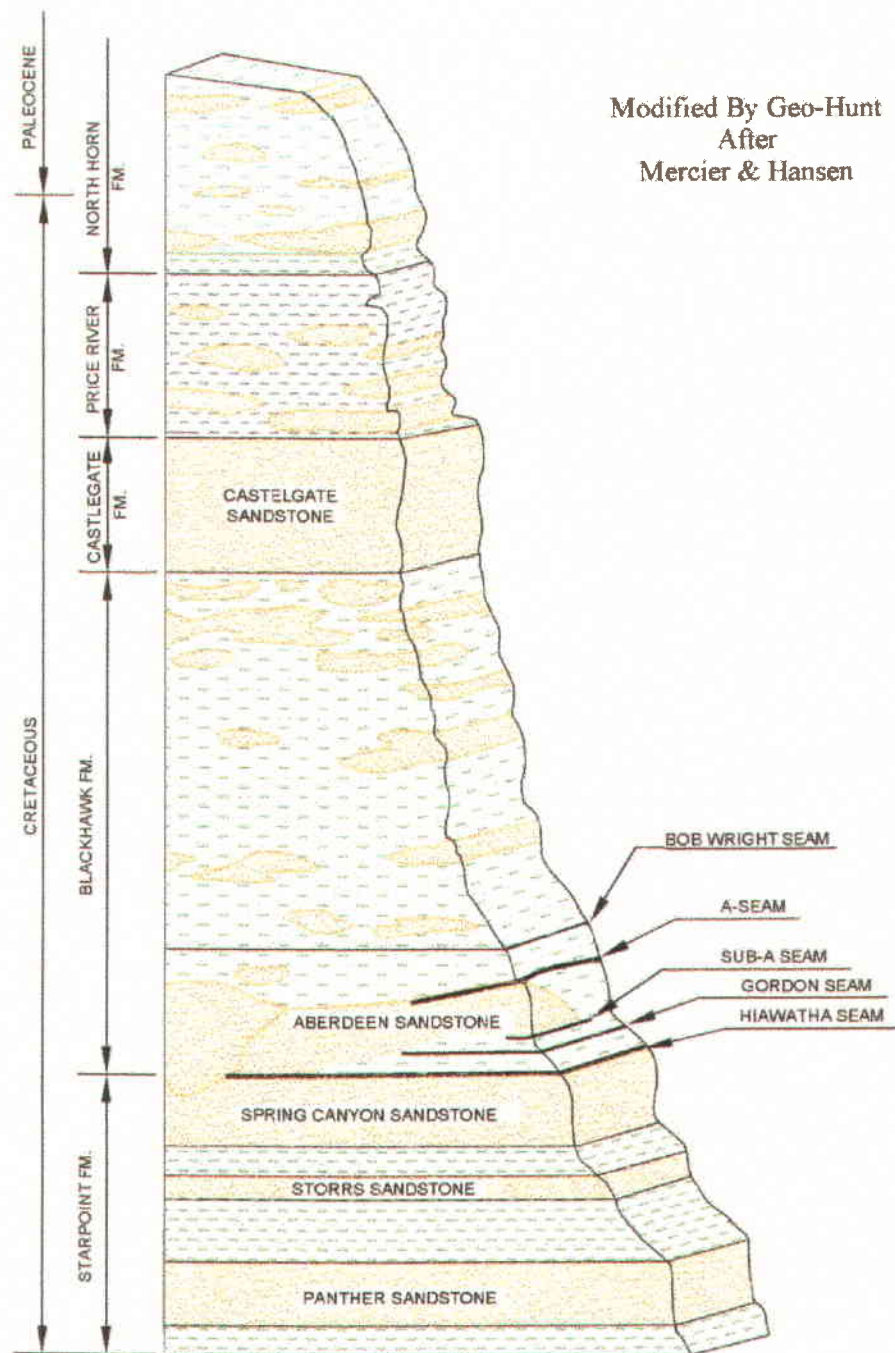 Modified By Geo-Hunt
After
Mercier & Hansen
PALEOCENE
CRETACEOUS
NORTH HORN
FM.
PRICE RIVER
FM.
CASTLEGATE
FM.
BLACKHAWK FM.
STARPOINT FM.
CASTELGATE
SANDSTONE
BOB WRIGHT SEAM
A-SEAM
SUB-A SEAM
GORDON SEAM
HIAWATHA SEAM
ABERDEEN SANDSTONE
SPRING CANYON SANDSTONE
STORRS SANDSTONE
PANTHER SANDSTONE